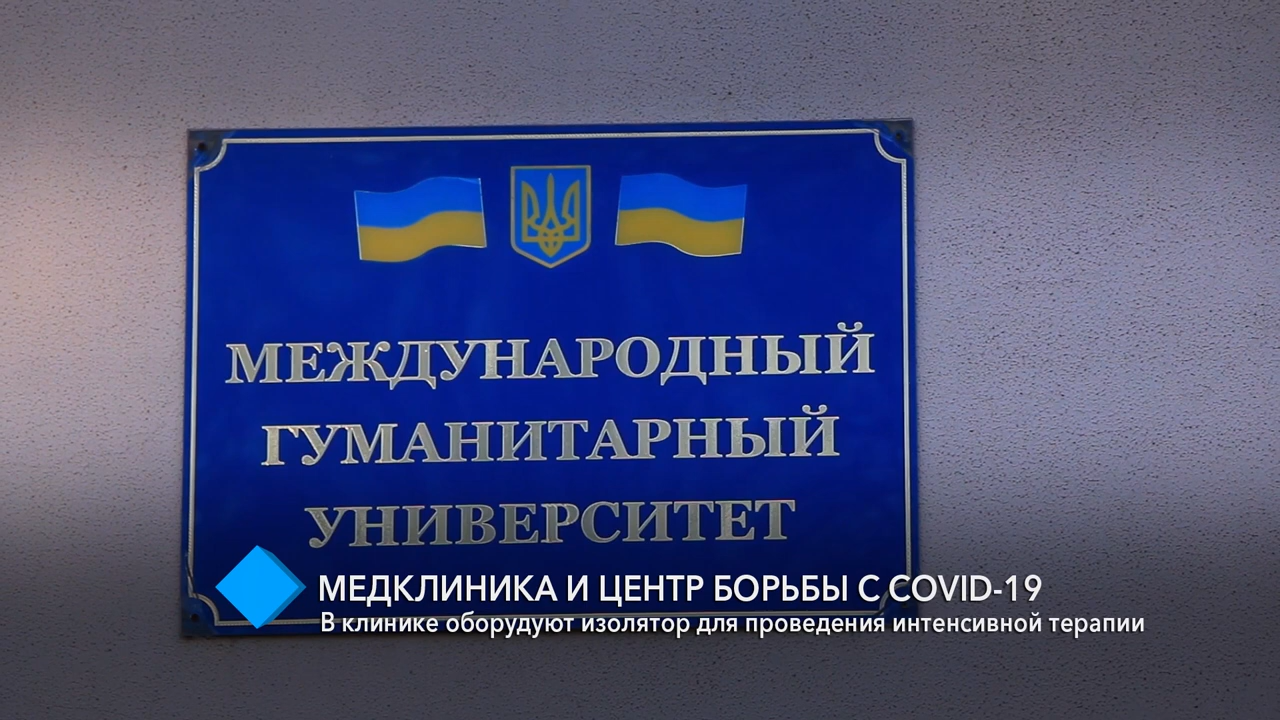 МЕЖДУНАРОДНЫЙ
ГУМАНИТАРНЫЙ
УНИВЕРСИТЕТ
МЕДКЛИНИКА И ЦЕНТР БОРЬБЫ С COVID-19
В клинике оборудуют изолятор для проведения интенсивной терапии